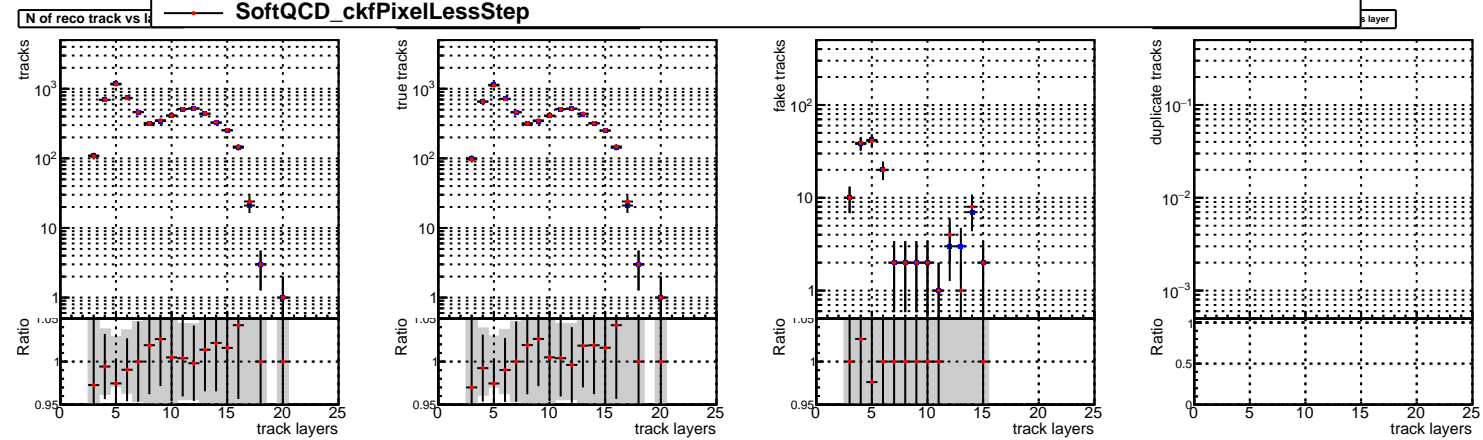 SoftQCD_ckfPixelLessStep
N of reco track vs
s layer
tracks
10³
10²
10
1
Ratio
1.05
1
0.95
0 5 10 15 20 25
track layers
true tracks
10³
10²
10
1
Ratio
1.05
1
0.95
0 5 10 15 20 25
track layers
fake tracks
10²
10
1
Ratio
1.05
1
0.95
0 5 10 15 20 25
track layers
duplicate tracks
10⁻¹
10⁻²
10⁻³
Ratio
1
0.5
0
0 5 10 15 20 25
track layers